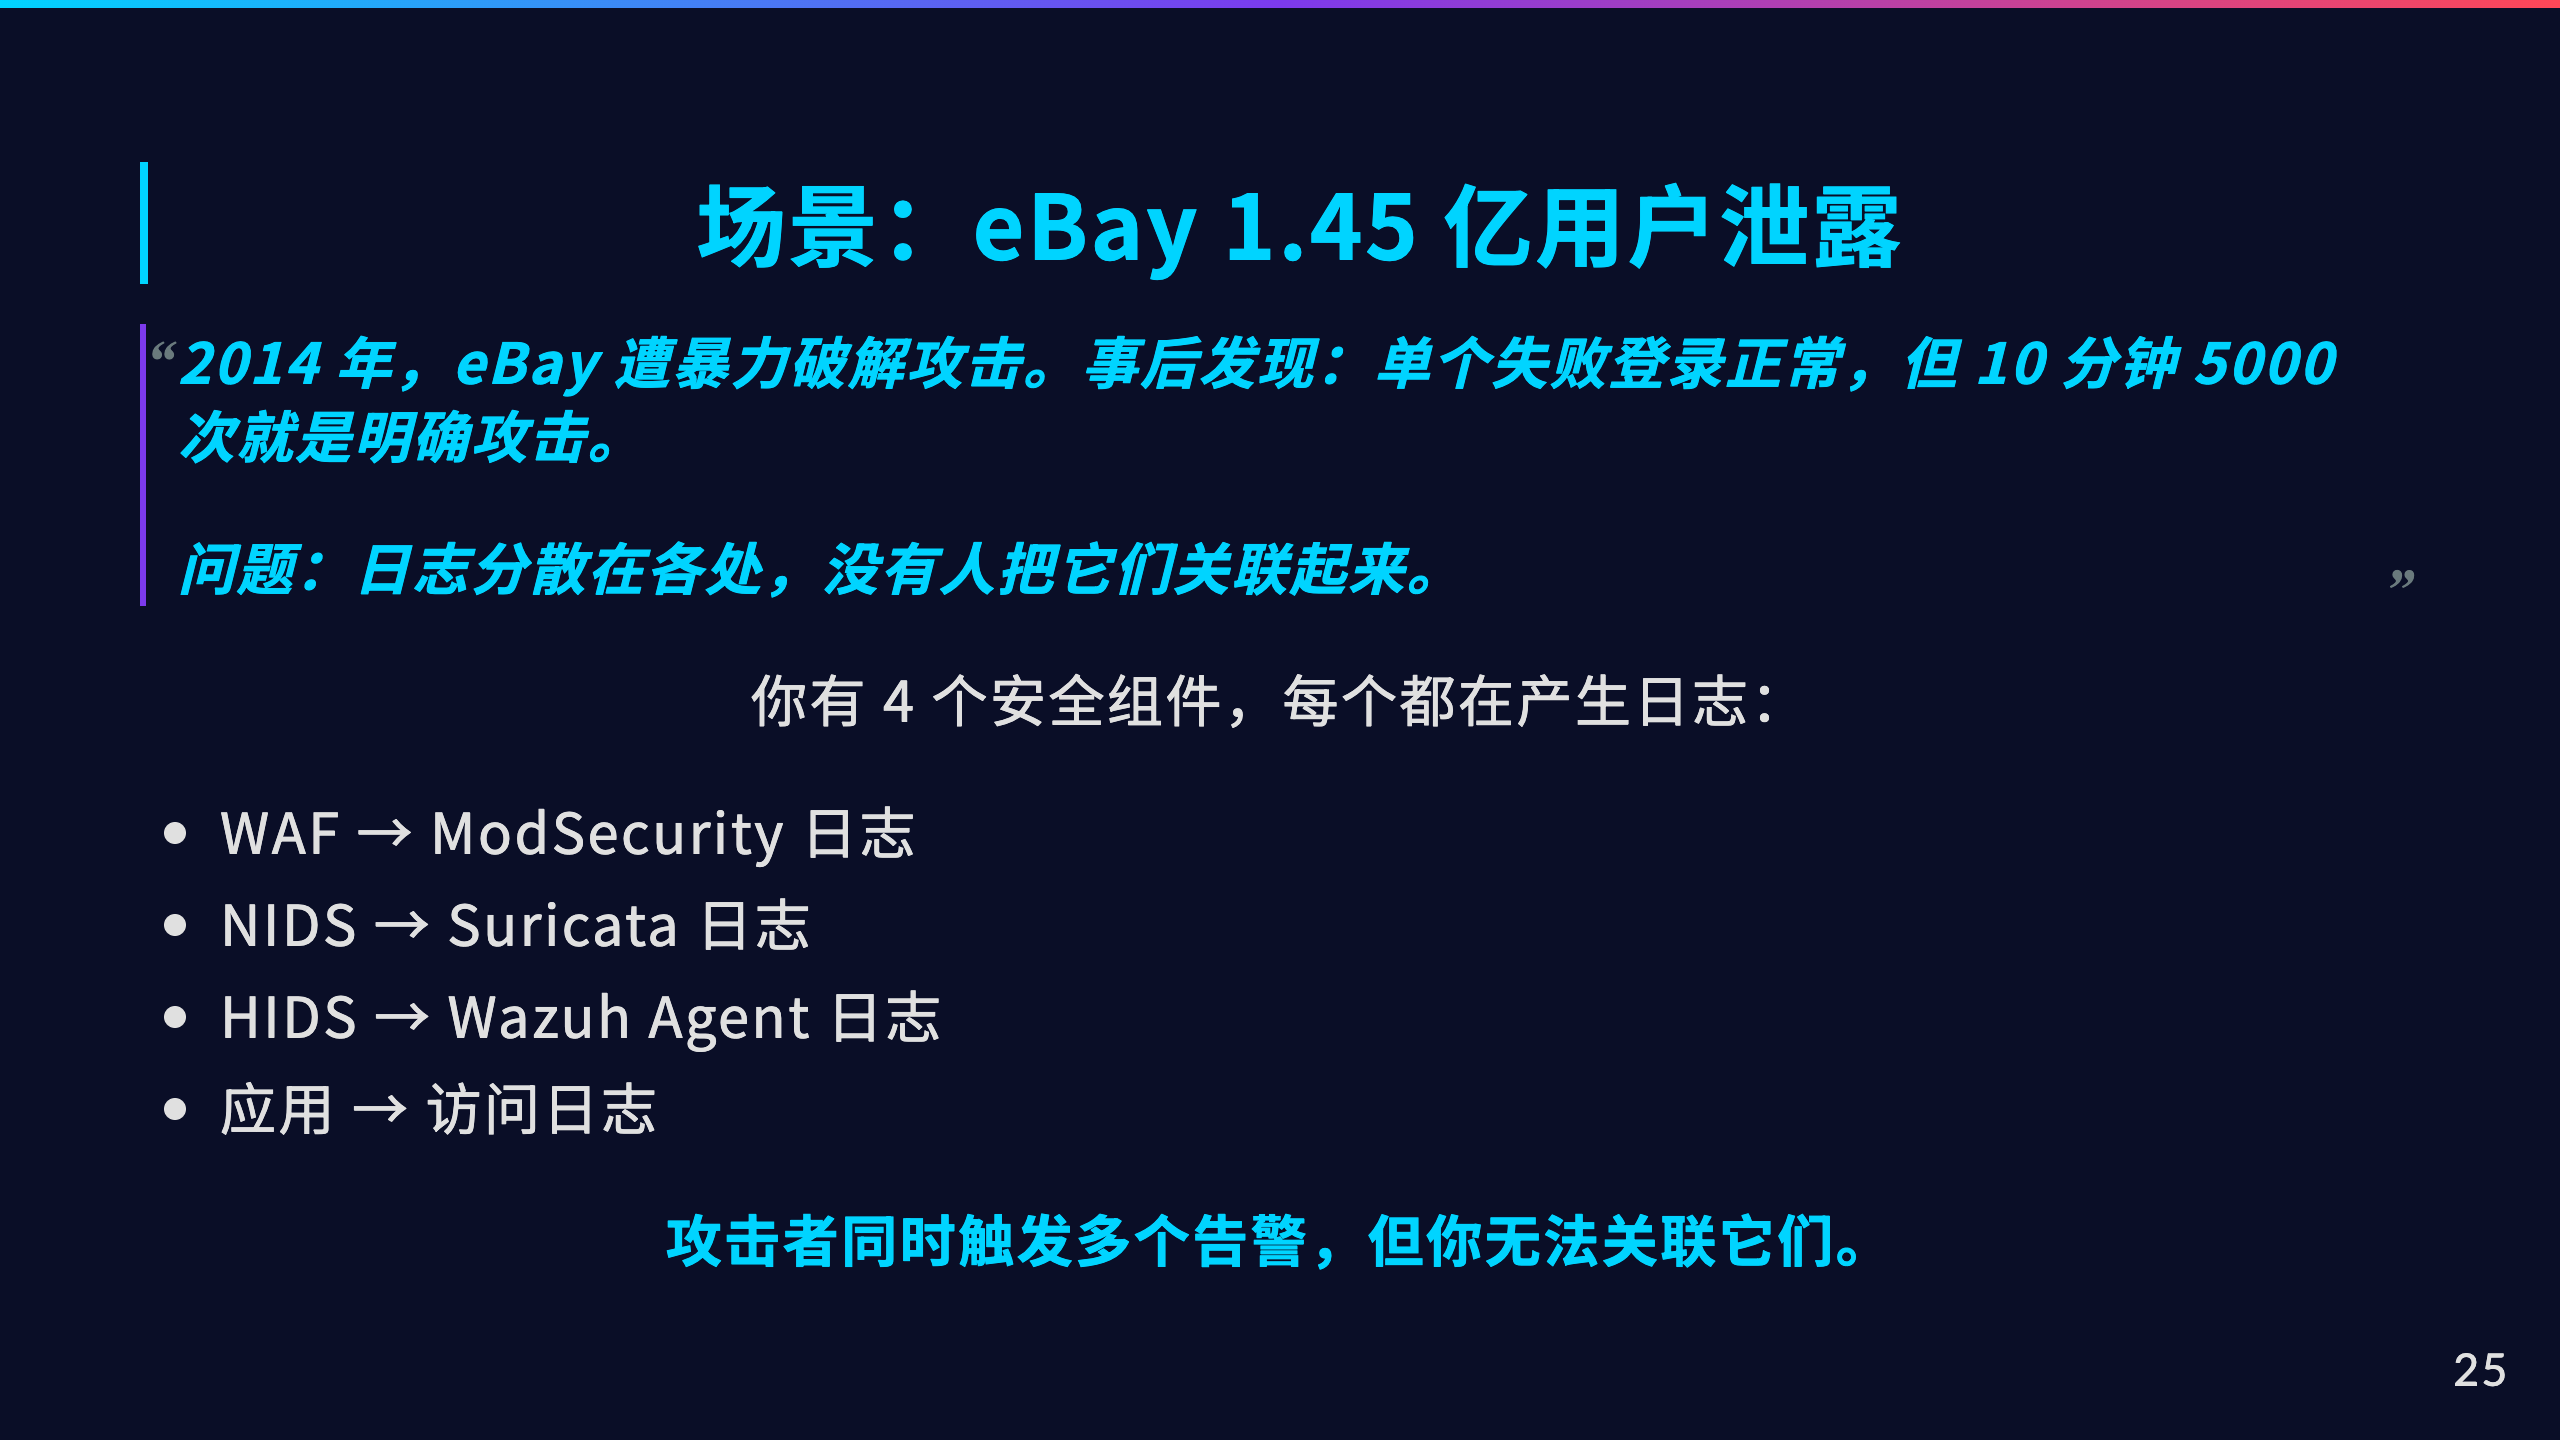 场景：eBay 1.45 亿用户泄露
“2014 年，eBay 遭暴力破解攻击。事后发现：单个失败登录正常，但 10 分钟 5000
次就是明确攻击。
问题：日志分散在各处，没有人把它们关联起来。”
你有 4 个安全组件，每个都在产生日志：
• WAF → ModSecurity 日志
• NIDS → Suricata 日志
• HIDS → Wazuh Agent 日志
• 应用 → 访问日志
攻击者同时触发多个告警，但你无法关联它们。
25